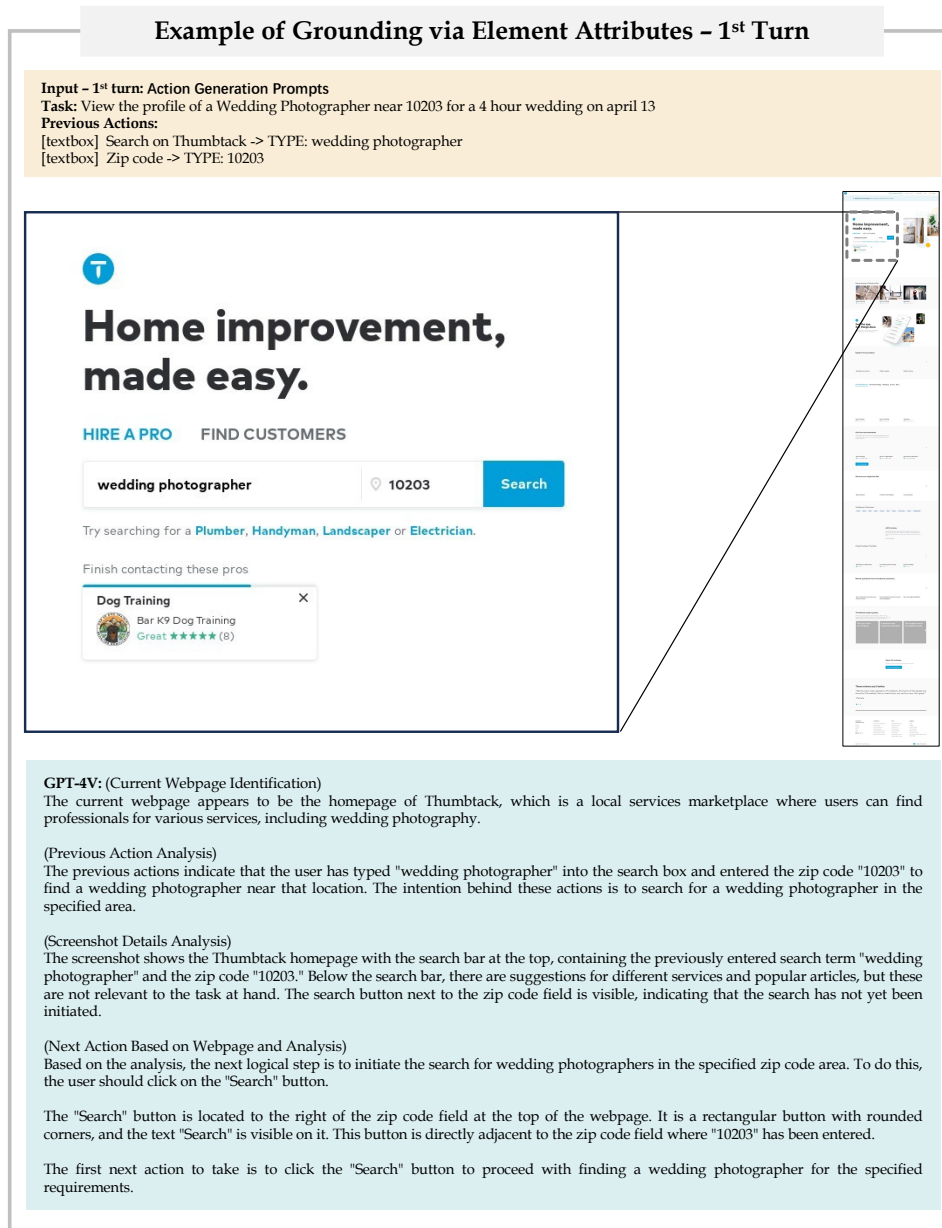 Example of Grounding via Element Attributes – 1st Turn
Input – 1st turn: Action Generation Prompts
Task: View the profile of a Wedding Photographer near 10203 for a 4 hour wedding on april 13
Previous Actions:
[textbox] Search on Thumbtack -> TYPE: wedding photographer
[textbox] Zip code -> TYPE: 10203
Home improvement,
made easy.
HIRE A PRO FIND CUSTOMERS
wedding photographer 10203 Search
Try searching for a Plumber, Handyman, Landscaper or Electrician.
Finish contacting these pros
Dog Training
Bar K9 Dog Training
Great ★★★★★ (8)
Home improvement,
made easy.
GPT-4V: (Current Webpage Identification)
The current webpage appears to be the homepage of Thumbtack, which is a local services marketplace where users can find
professionals for various services, including wedding photography.
(Previous Action Analysis)
The previous actions indicate that the user has typed "wedding photographer" into the search box and entered the zip code "10203" to
find a wedding photographer near that location. The intention behind these actions is to search for a wedding photographer in the
specified area.
(Screenshot Details Analysis)
The screenshot shows the Thumbtack homepage with the search bar at the top, containing the previously entered search term "wedding
photographer" and the zip code "10203." Below the search bar, there are suggestions for different services and popular articles, but these
are not relevant to the task at hand. The search button next to the zip code field is visible, indicating that the search has not yet been
initiated.
(Next Action Based on Webpage and Analysis)
Based on the analysis, the next logical step is to initiate the search for wedding photographers in the specified zip code area. To do this,
the user should click on the "Search" button.
The "Search" button is located to the right of the zip code field at the top of the webpage. It is a rectangular button with rounded
corners, and the text "Search" is visible on it. This button is directly adjacent to the zip code field where "10203" has been entered.
The first next action to take is to click the "Search" button to proceed with finding a wedding photographer for the specified
requirements.